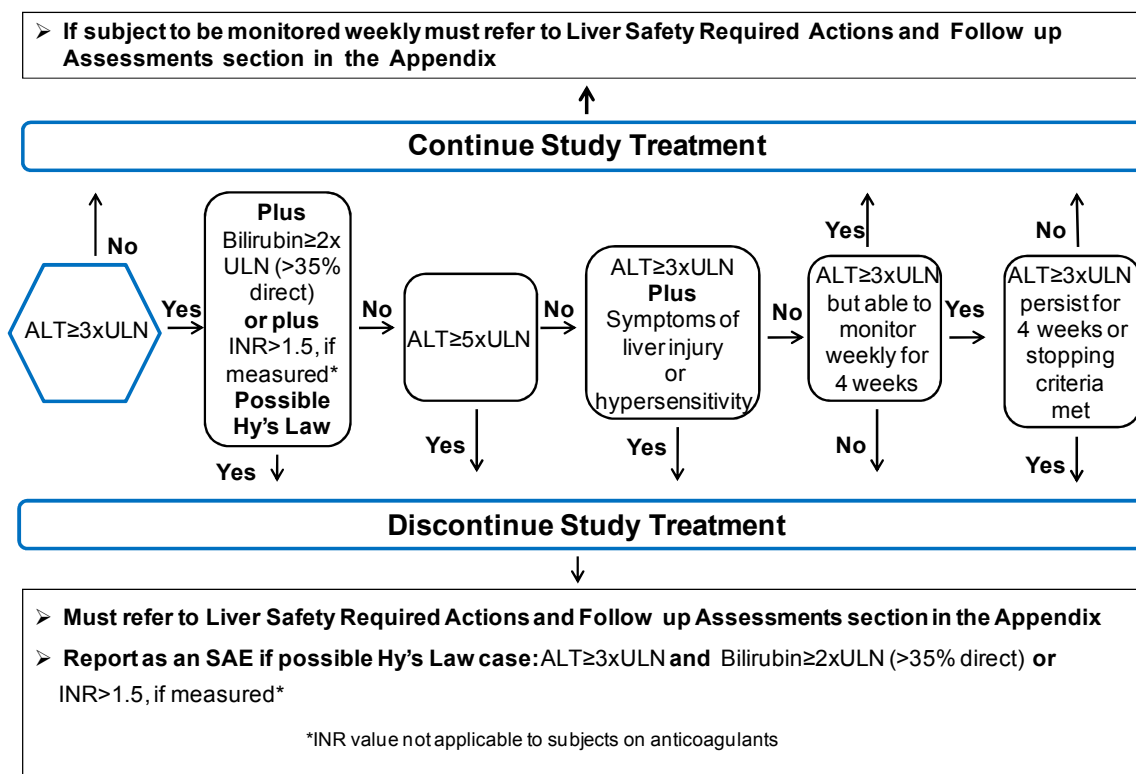 ➢ If subject to be monitored weekly must refer to Liver Safety Required Actions and Follow up
Assessments section in the Appendix
Continue Study Treatment
No
ALT≥3xULN
Yes
Plus
Bilirubin≥2x
ULN (>35%
direct)
or plus
INR>1.5, if
measured*
Possible
Hy's Law
Yes
No
ALT≥5xULN
Yes
No
ALT≥3xULN
Plus
Symptoms of
liver injury
or
hypersensitivity
Yes
No
Yes
ALT≥3xULN
but able to
monitor
weekly for
4 weeks
No
Yes
No
ALT≥3xULN
persist for
4 weeks or
stopping
criteria
met
Yes
Discontinue Study Treatment
➢ Must refer to Liver Safety Required Actions and Follow up Assessments section in the Appendix
➢ Report as an SAE if possible Hy's Law case: ALT≥3xULN and Bilirubin≥2xULN (>35% direct) or
INR>1.5, if measured*
*INR value not applicable to subjects on anticoagulants